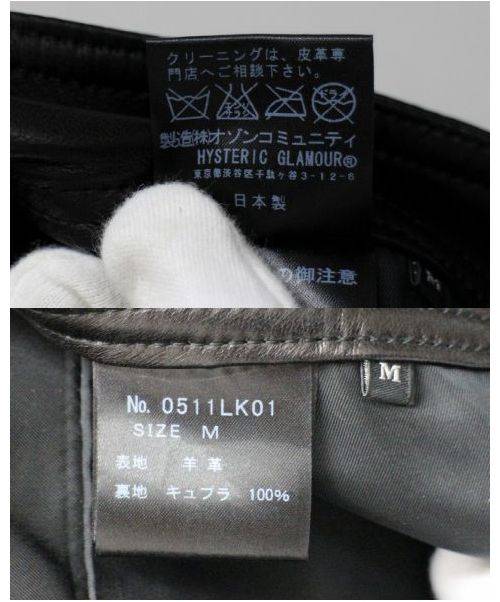 クリーニングは、皮革専
門店へご相談下さい。
ドライ
㈱オゾンコミュニティ
HYSTERIC GLAMOUR®
東京都渋谷区千駄ヶ谷3-12-6
日本製
の御注意
M
M
No. 0511LK01
SIZE M
表地 羊革
裏地 キュプラ 100%